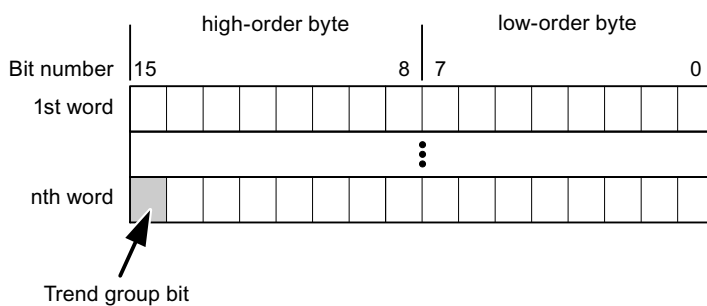 high-order byte low-order byte
Bit number 15 8 7 0
1st word
nth word
Trend group bit